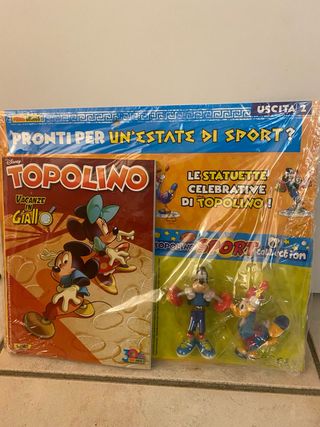 USCITA 2
PRONTI PER UN'ESTATE DI SPORT?
Disney
TOPOLINO
VACANZE
Giallo
LE STATUETTE
CELEBRATIVE
DI TOPOLINO!
TOPOLINO SPORT
Collection